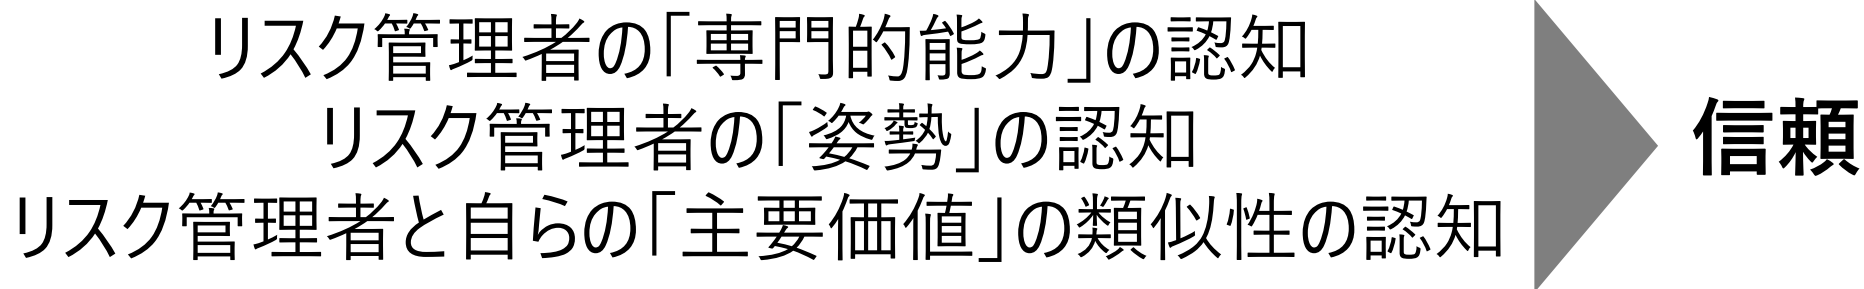 リスク管理者の「専門的能力」の認知
リスク管理者の「姿勢」の認知
リスク管理者と自らの「主要価値」の類似性の認知
信頼